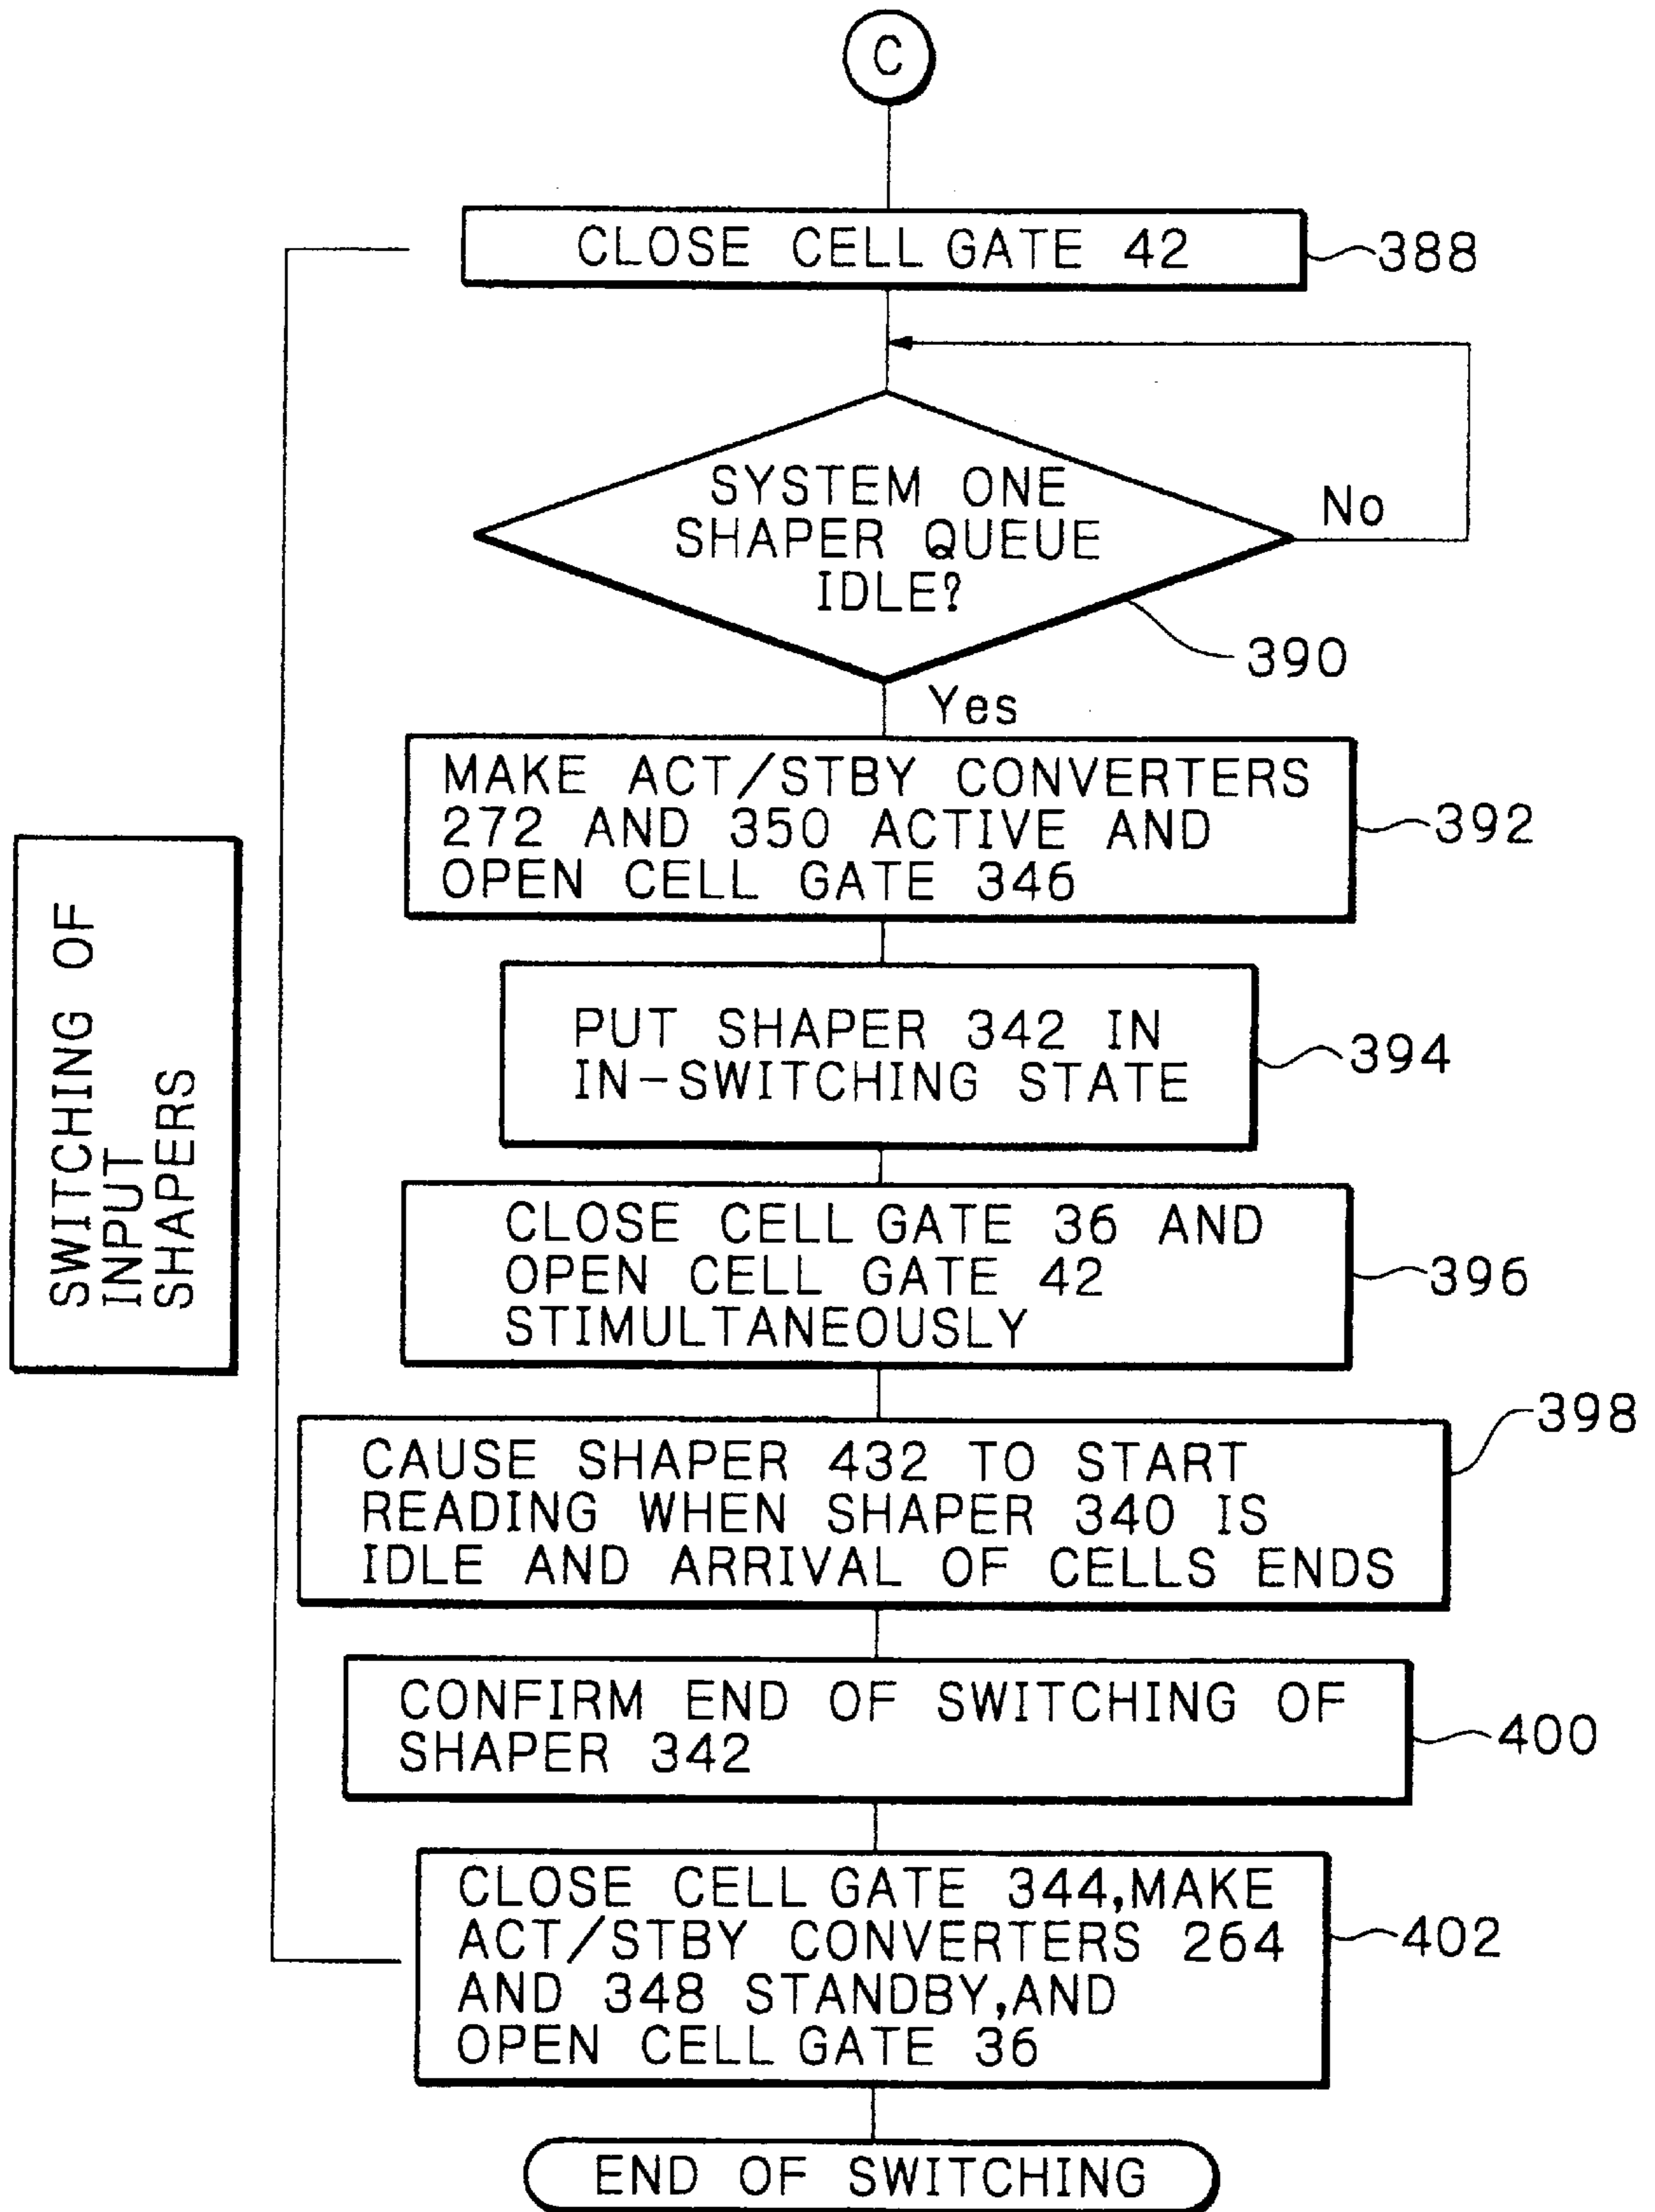 C
CLOSE CELL GATE 42
388
SYSTEM ONE
SHAPER QUEUE
IDLE?
No
390
Yes
MAKE ACT/STBY CONVERTERS
272 AND 350 ACTIVE AND
OPEN CELL GATE 346
392
SWITCHING OF
INPUT
SHAPERS
PUT SHAPER 342 IN
IN-SWITCHING STATE
394
CLOSE CELL GATE 36 AND
OPEN CELL GATE 42
STIMULTANEOUSLY
396
CAUSE SHAPER 432 TO START
READING WHEN SHAPER 340 IS
IDLE AND ARRIVAL OF CELLS ENDS
398
CONFIRM END OF SWITCHING OF
SHAPER 342
400
CLOSE CELL GATE 344,MAKE
ACT/STBY CONVERTERS 264
AND 348 STANDBY,AND
OPEN CELL GATE 36
402
END OF SWITCHING